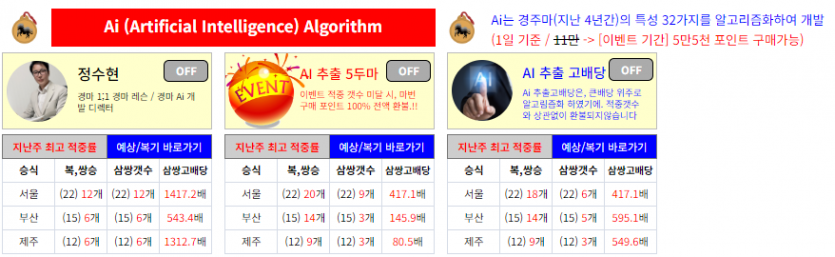 Ai (Artificial Intelligence) Algorithm
Ai는 경주마(지난 4년간)의 특성 32가지를 알고리즘화하여 개발
(1일 기준 / 11만 -> [이벤트 기간] 5만5천 포인트 구매가능)
정수현
OFF
경마 1;1 경마 레슨 / 경마 Ai 개
발 디렉터
EVENT
AI 추출 5두마
OFF
이벤트 적중 갯수 미달 시, 미빈
구매 포인트 100% 전액 환불.!!
AI
AI 추출 고배당
OFF
Ai 추출고배당은, 큰배당 위주로
알고림즘화 하였기에. 적중갯수
와 상관없이 환불되지않습니다
지난주 최고 적중률 예상/복기 바로가기
승식 복,쌍승 삼쌍갯수 삼쌍고배당
서울 (22) 12개 (22) 12개 1417.2배
부산 (15) 6개 (15) 6개 543.4배
제주 (12) 6개 (12) 6개 1312.7배
지난주 최고 적중률 예상/복기 바로가기
승식 복,쌍승 삼쌍갯수 삼쌍고배당
서울 (22) 20개 (22) 9개 417.1배
부산 (15) 14개 (15) 3개 145.9배
제주 (12) 9개 (12) 3개 80.5배
지난주 최고 적중률 예상/복기 바로가기
승식 복,쌍승 삼쌍갯수 삼쌍고배당
서울 (22) 18개 (22) 6개 417.1배
부산 (15) 14개 (15) 5개 595.1배
제주 (12) 9개 (12) 3개 549.6배